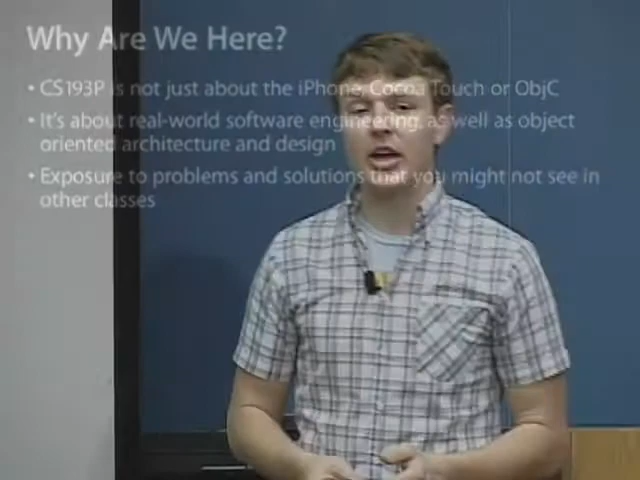 Why Are We Here?
• CS193P is not just about the iPhone, Cocoa Touch or ObjC
• It's about real-world software engineering, as well as object
oriented architecture and design
• Exposure to problems and solutions that you might not see in
other classes